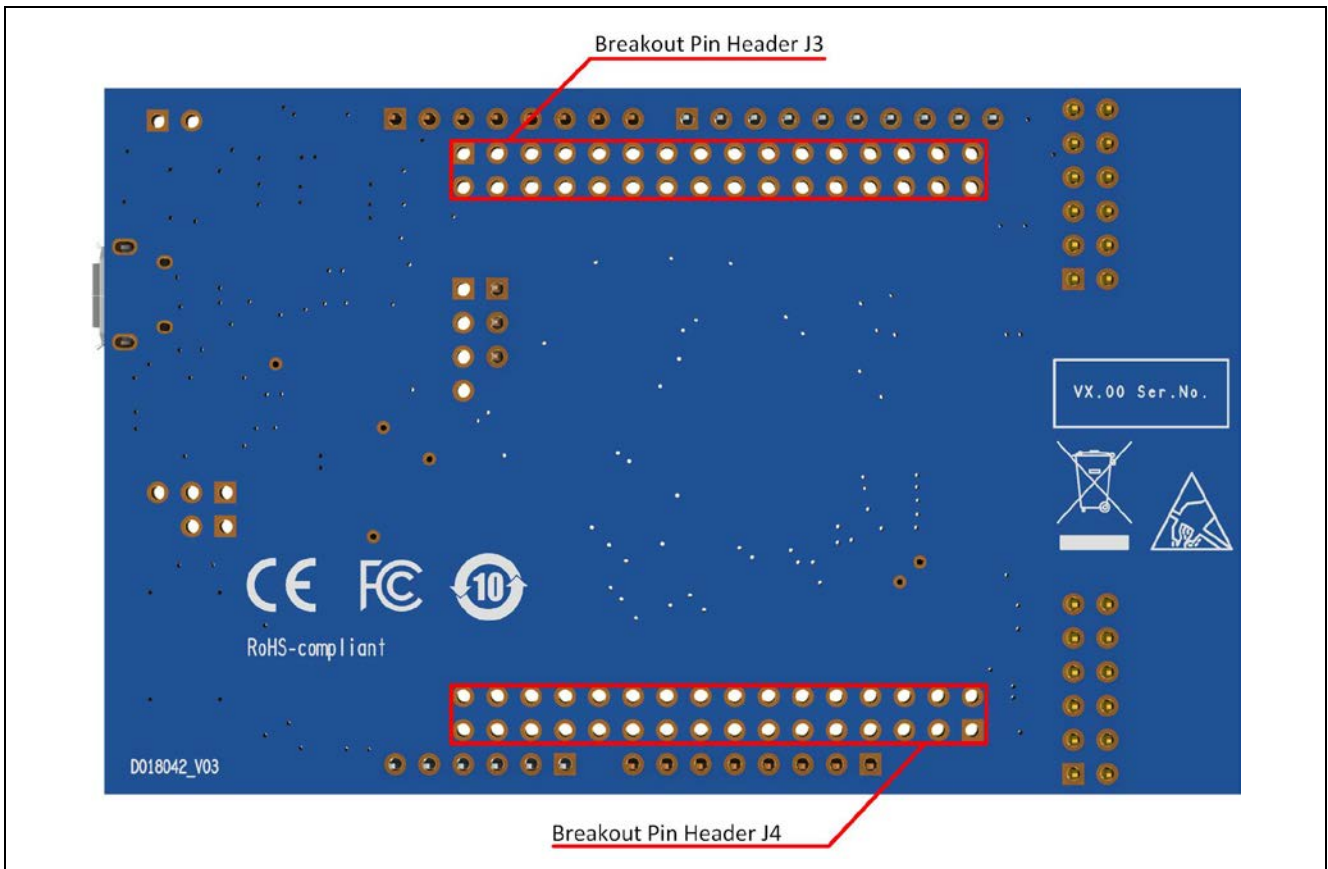 Breakout Pin Header J3
VX.00 Ser.No.
CE FC 10
RoHS-compliant
D018042_V03
Breakout Pin Header J4